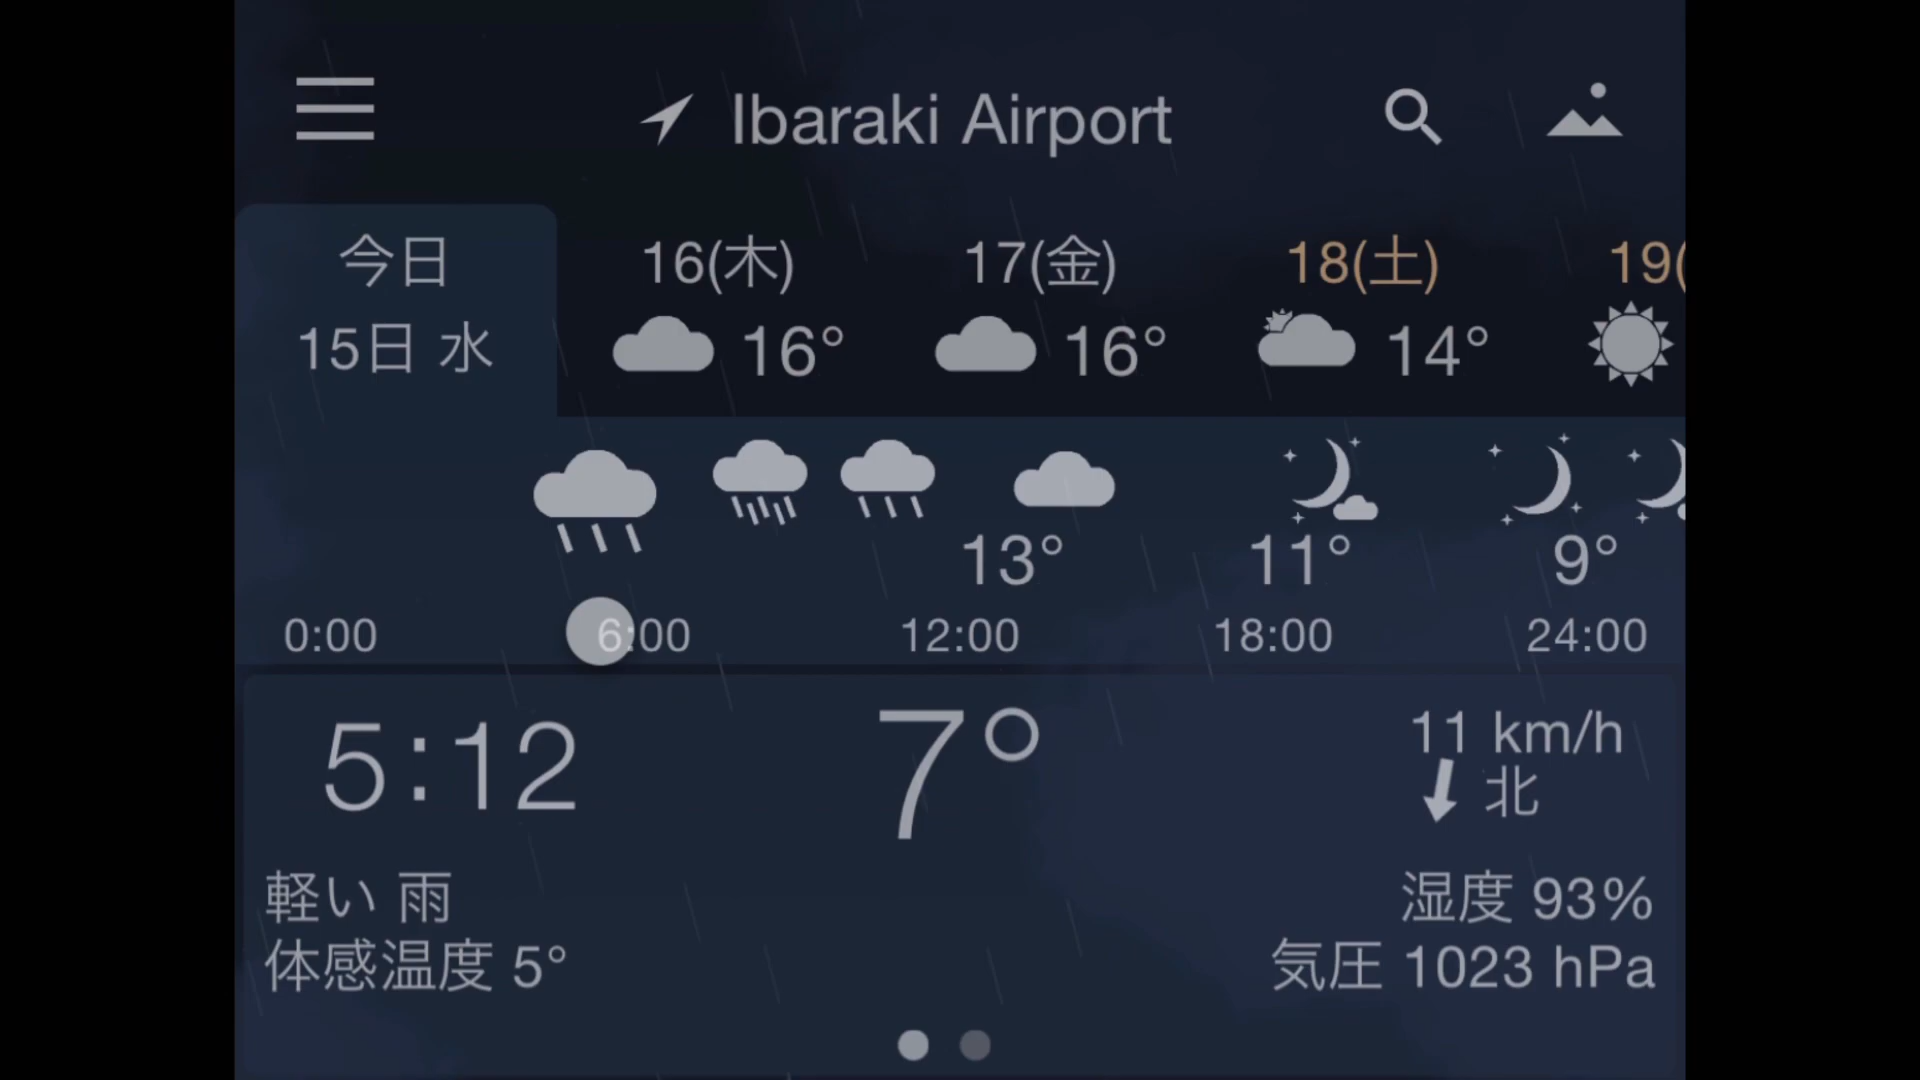 Ibaraki Airport
今日 16(木) 17(金) 18(土) 19(
15日 水 16° 16° 14°
13° 11° 9°
0:00 6:00 12:00 18:00 24:00
5:12 7° 11 km/h
北
軽い 雨 湿度 93%
体感温度 5° 気圧 1023 hPa